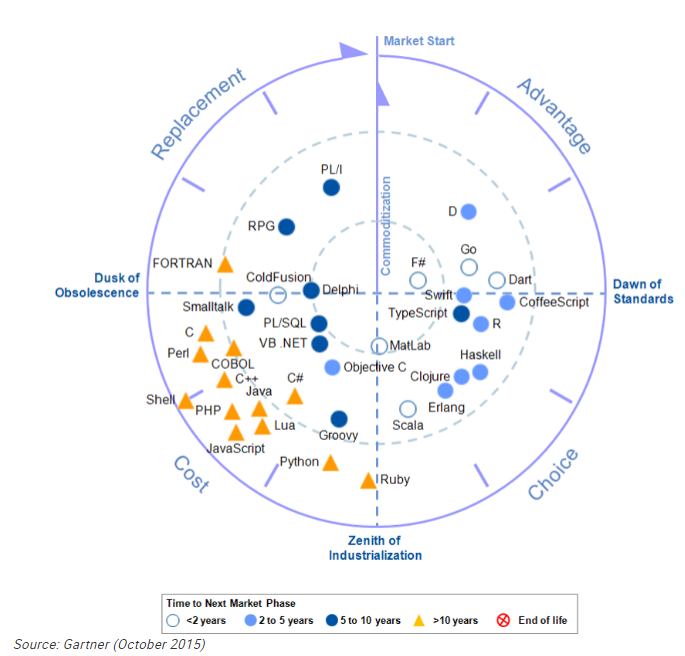 Market Start
Replacement
Advantage
PL/I
Commoditization
D
RPG
Go
FORTRAN
F#
ColdFusion
Dart
Dusk of
Obsolescence
Delphi
Swift
Dawn of
Standards
CoffeeScript
Smalltalk
TypeScript
PL/SQL
R
C
VB .NET
MatLab
Perl
Haskell
COBOL
Objective C
C++
C#
Clojure
Java
Shell
PHP
Erlang
Lua
Scala
Groovy
JavaScript
Python
Cost
Choice
Ruby
Zenith of
Industrialization
Time to Next Market Phase
<2 years
2 to 5 years
5 to 10 years
>10 years
End of life
Source: Gartner (October 2015)